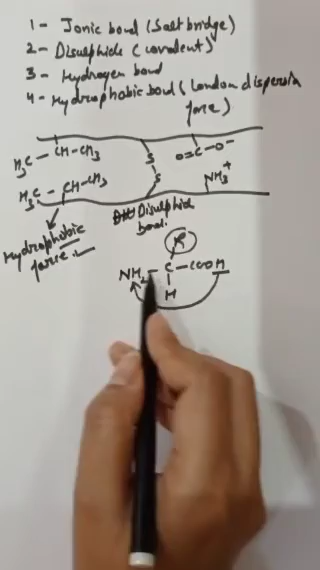 1 - Ionic bond (Salt bridge)
2 - Disulphide (covalent)
3 - Hydrogen bond
4 - Hydrophobic bond (London dispersion
force)
H3C - CH-CH3
S
S
O=C-O-
H3C - CH-CH3
NH3+
Disulphide
bond.
Hydrophobic
force.
R
NH2 - C - COOH
H